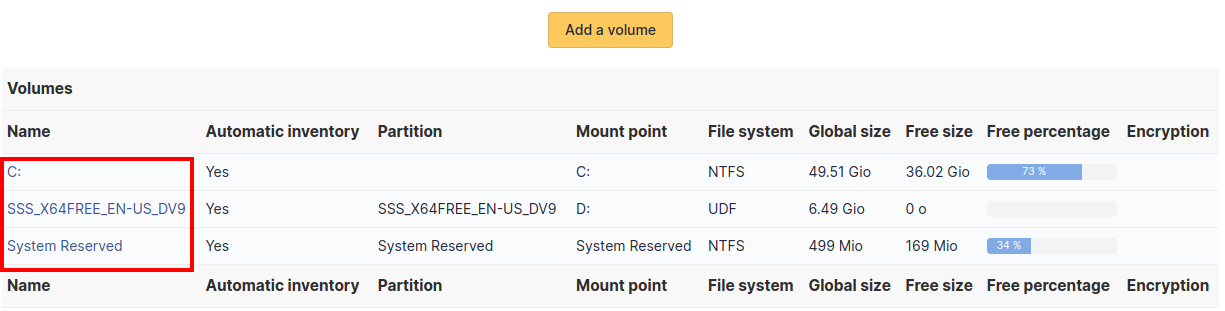 Add a volume
Volumes
Name Automatic inventory Partition Mount point File system Global size Free size Free percentage Encryption
C: Yes C: NTFS 49.51 Gio 36.02 Gio 73 %
SSS_X64FREE_EN-US_DV9 Yes SSS_X64FREE_EN-US_DV9 D: UDF 6.49 Gio 0 o
System Reserved Yes System Reserved System Reserved NTFS 499 Mio 169 Mio 34 %
Name Automatic inventory Partition Mount point File system Global size Free size Free percentage Encryption